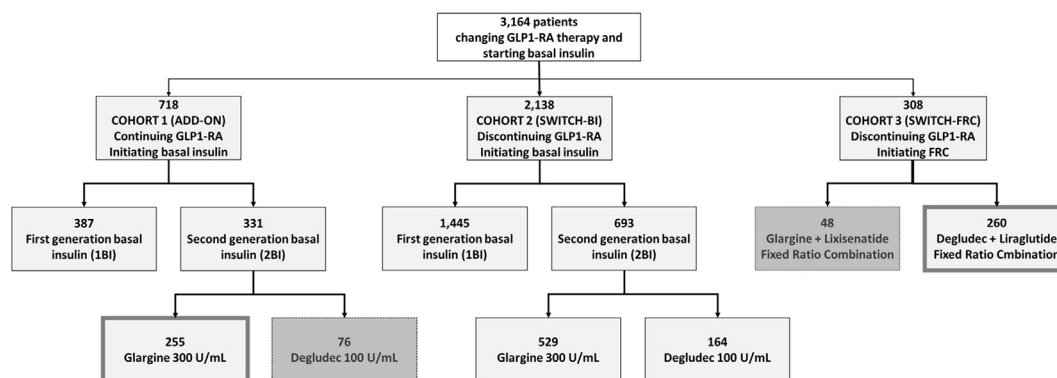 3,164 patients
changing GLP1-RA therapy and
starting basal insulin
718
COHORT 1 (ADD-ON)
Continuing GLP1-RA
Initiating basal insulin
2,138
COHORT 2 (SWITCH-BI)
Discontinuing GLP1-RA
Initiating basal insulin
308
COHORT 3 (SWITCH-FRC)
Discontinuing GLP1-RA
Initiating FRC
387
First generation basal
insulin (1BI)
331
Second generation basal
insulin (2BI)
1,445
First generation basal
insulin (1BI)
693
Second generation basal
insulin (2BI)
48
Glargine + Lixisenatide
Fixed Ratio Combination
260
Degludec + Liraglutide
Fixed Ratio Cmbination
255
Glargine 300 U/mL
76
Degludec 100 U/mL
529
Glargine 300 U/mL
164
Degludec 100 U/mL